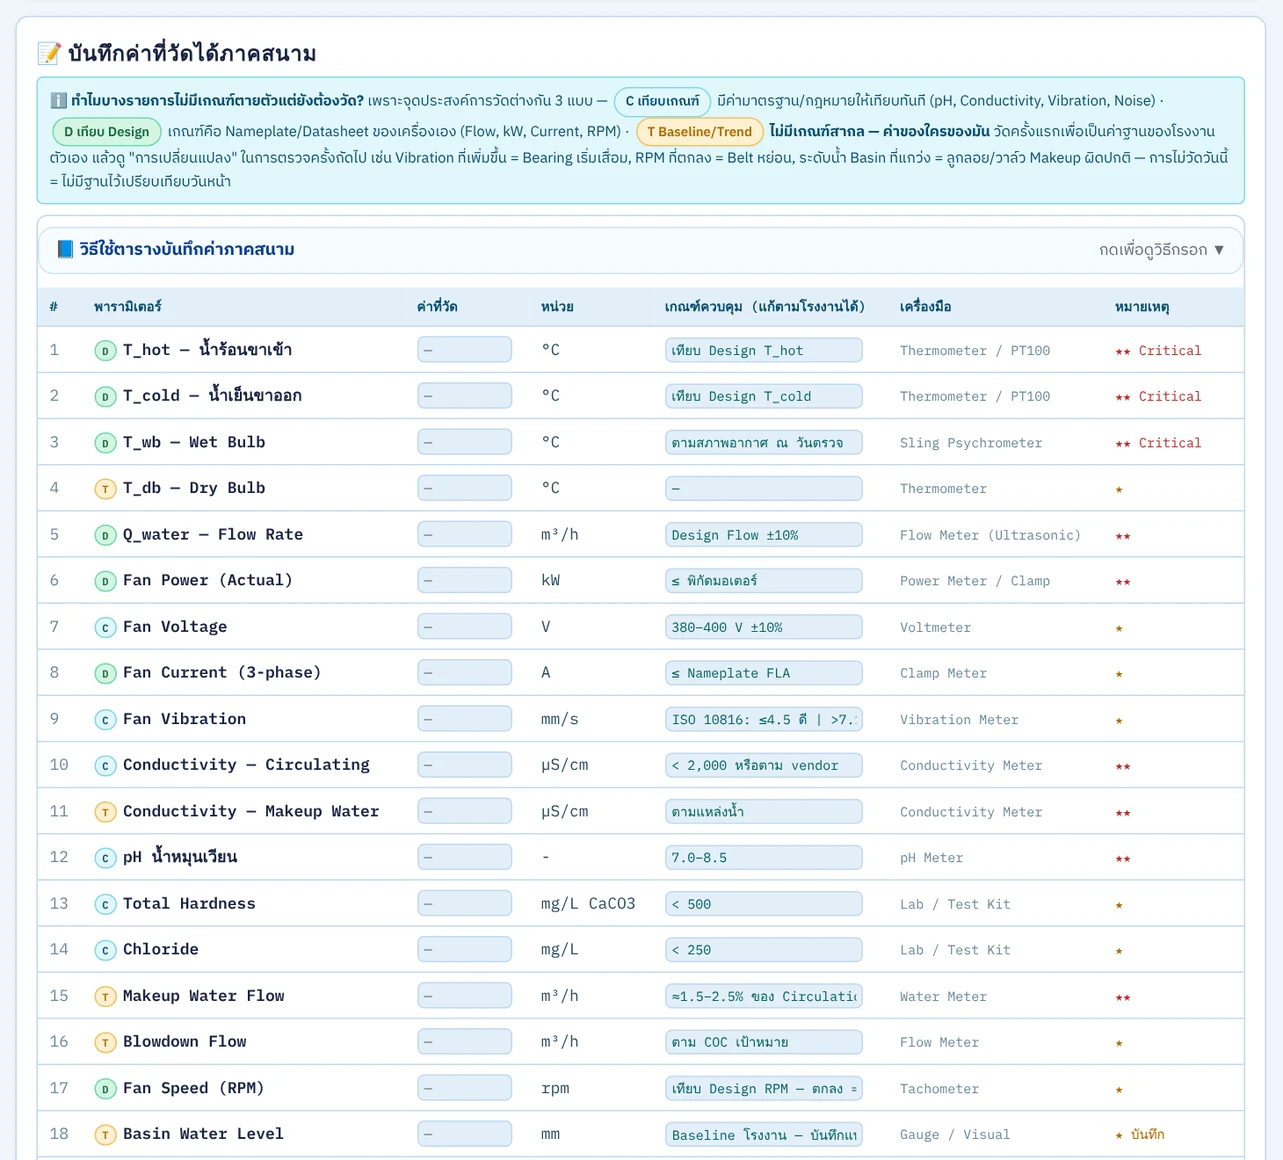 📝 บันทึกค่าที่วัดได้ภาคสนาม
ℹ️ ทำไมบางรายการไม่มีเกณฑ์ตายตัวแต่ยังต้องวัด? เพราะจุดประสงค์การวัดต่างกัน 3 แบบ — C เทียบเกณฑ์ มีค่ามาตรฐาน/กฎหมายให้เทียบทันที (pH, Conductivity, Vibration, Noise) ·
D เทียบ Design เกณฑ์คือ Nameplate/Datasheet ของเครื่องเอง (Flow, kW, Current, RPM) · T Baseline/Trend ไม่มีเกณฑ์สากล — ค่าของใครของมัน วัดครั้งแรกเพื่อเป็นค่าฐานของโรงงาน
ตัวเอง แล้วดู "การเปลี่ยนแปลง" ในการตรวจครั้งถัดไป เช่น Vibration ที่เพิ่มขึ้น = Bearing เริ่มเสื่อม, RPM ที่ตกลง = Belt หย่อน, ระดับน้ำ Basin ที่แกว่ง = ลูกลอย/วาล์ว Makeup ผิดปกติ — การไม่วัดวันนี้
= ไม่มีฐานไว้เปรียบเทียบวันหน้า
📘 วิธีใช้ตารางบันทึกค่าภาคสนาม กดเพื่อดูวิธีกรอก ▼
# พารามิเตอร์ ค่าที่วัด หน่วย เกณฑ์ควบคุม (แก้ตามโรงงานได้) เครื่องมือ หมายเหตุ
1 D T_hot — น้ำร้อนขาเข้า — °C เทียบ Design T_hot Thermometer / PT100 ★★ Critical
2 D T_cold — น้ำเย็นขาออก — °C เทียบ Design T_cold Thermometer / PT100 ★★ Critical
3 D T_wb — Wet Bulb — °C ตามสภาพอากาศ ณ วันตรวจ Sling Psychrometer ★★ Critical
4 T T_db — Dry Bulb — °C — Thermometer ★
5 D Q_water — Flow Rate — m³/h Design Flow ±10% Flow Meter (Ultrasonic) ★★
6 D Fan Power (Actual) — kW ≤ พิกัดมอเตอร์ Power Meter / Clamp ★★
7 C Fan Voltage — V 380–400 V ±10% Voltmeter ★
8 D Fan Current (3-phase) — A ≤ Nameplate FLA Clamp Meter ★
9 C Fan Vibration — mm/s ISO 10816: ≤4.5 ดี | >7. Vibration Meter ★
10 C Conductivity — Circulating — µS/cm < 2,000 หรือตาม vendor Conductivity Meter ★★
11 T Conductivity — Makeup Water — µS/cm ตามแหล่งน้ำ Conductivity Meter ★★
12 C pH น้ำหมุนเวียน — - 7.0–8.5 pH Meter ★★
13 C Total Hardness — mg/L CaCO3 < 500 Lab / Test Kit ★
14 C Chloride — mg/L < 250 Lab / Test Kit ★
15 T Makeup Water Flow — m³/h ≈1.5–2.5% ของ Circulatio Water Meter ★★
16 T Blowdown Flow — m³/h ตาม COC เป้าหมาย Flow Meter ★
17 D Fan Speed (RPM) — rpm เทียบ Design RPM — ตกลง = Tachometer ★
18 T Basin Water Level — mm Baseline โรงงาน — บันทึกแ Gauge / Visual ★ บันทึก